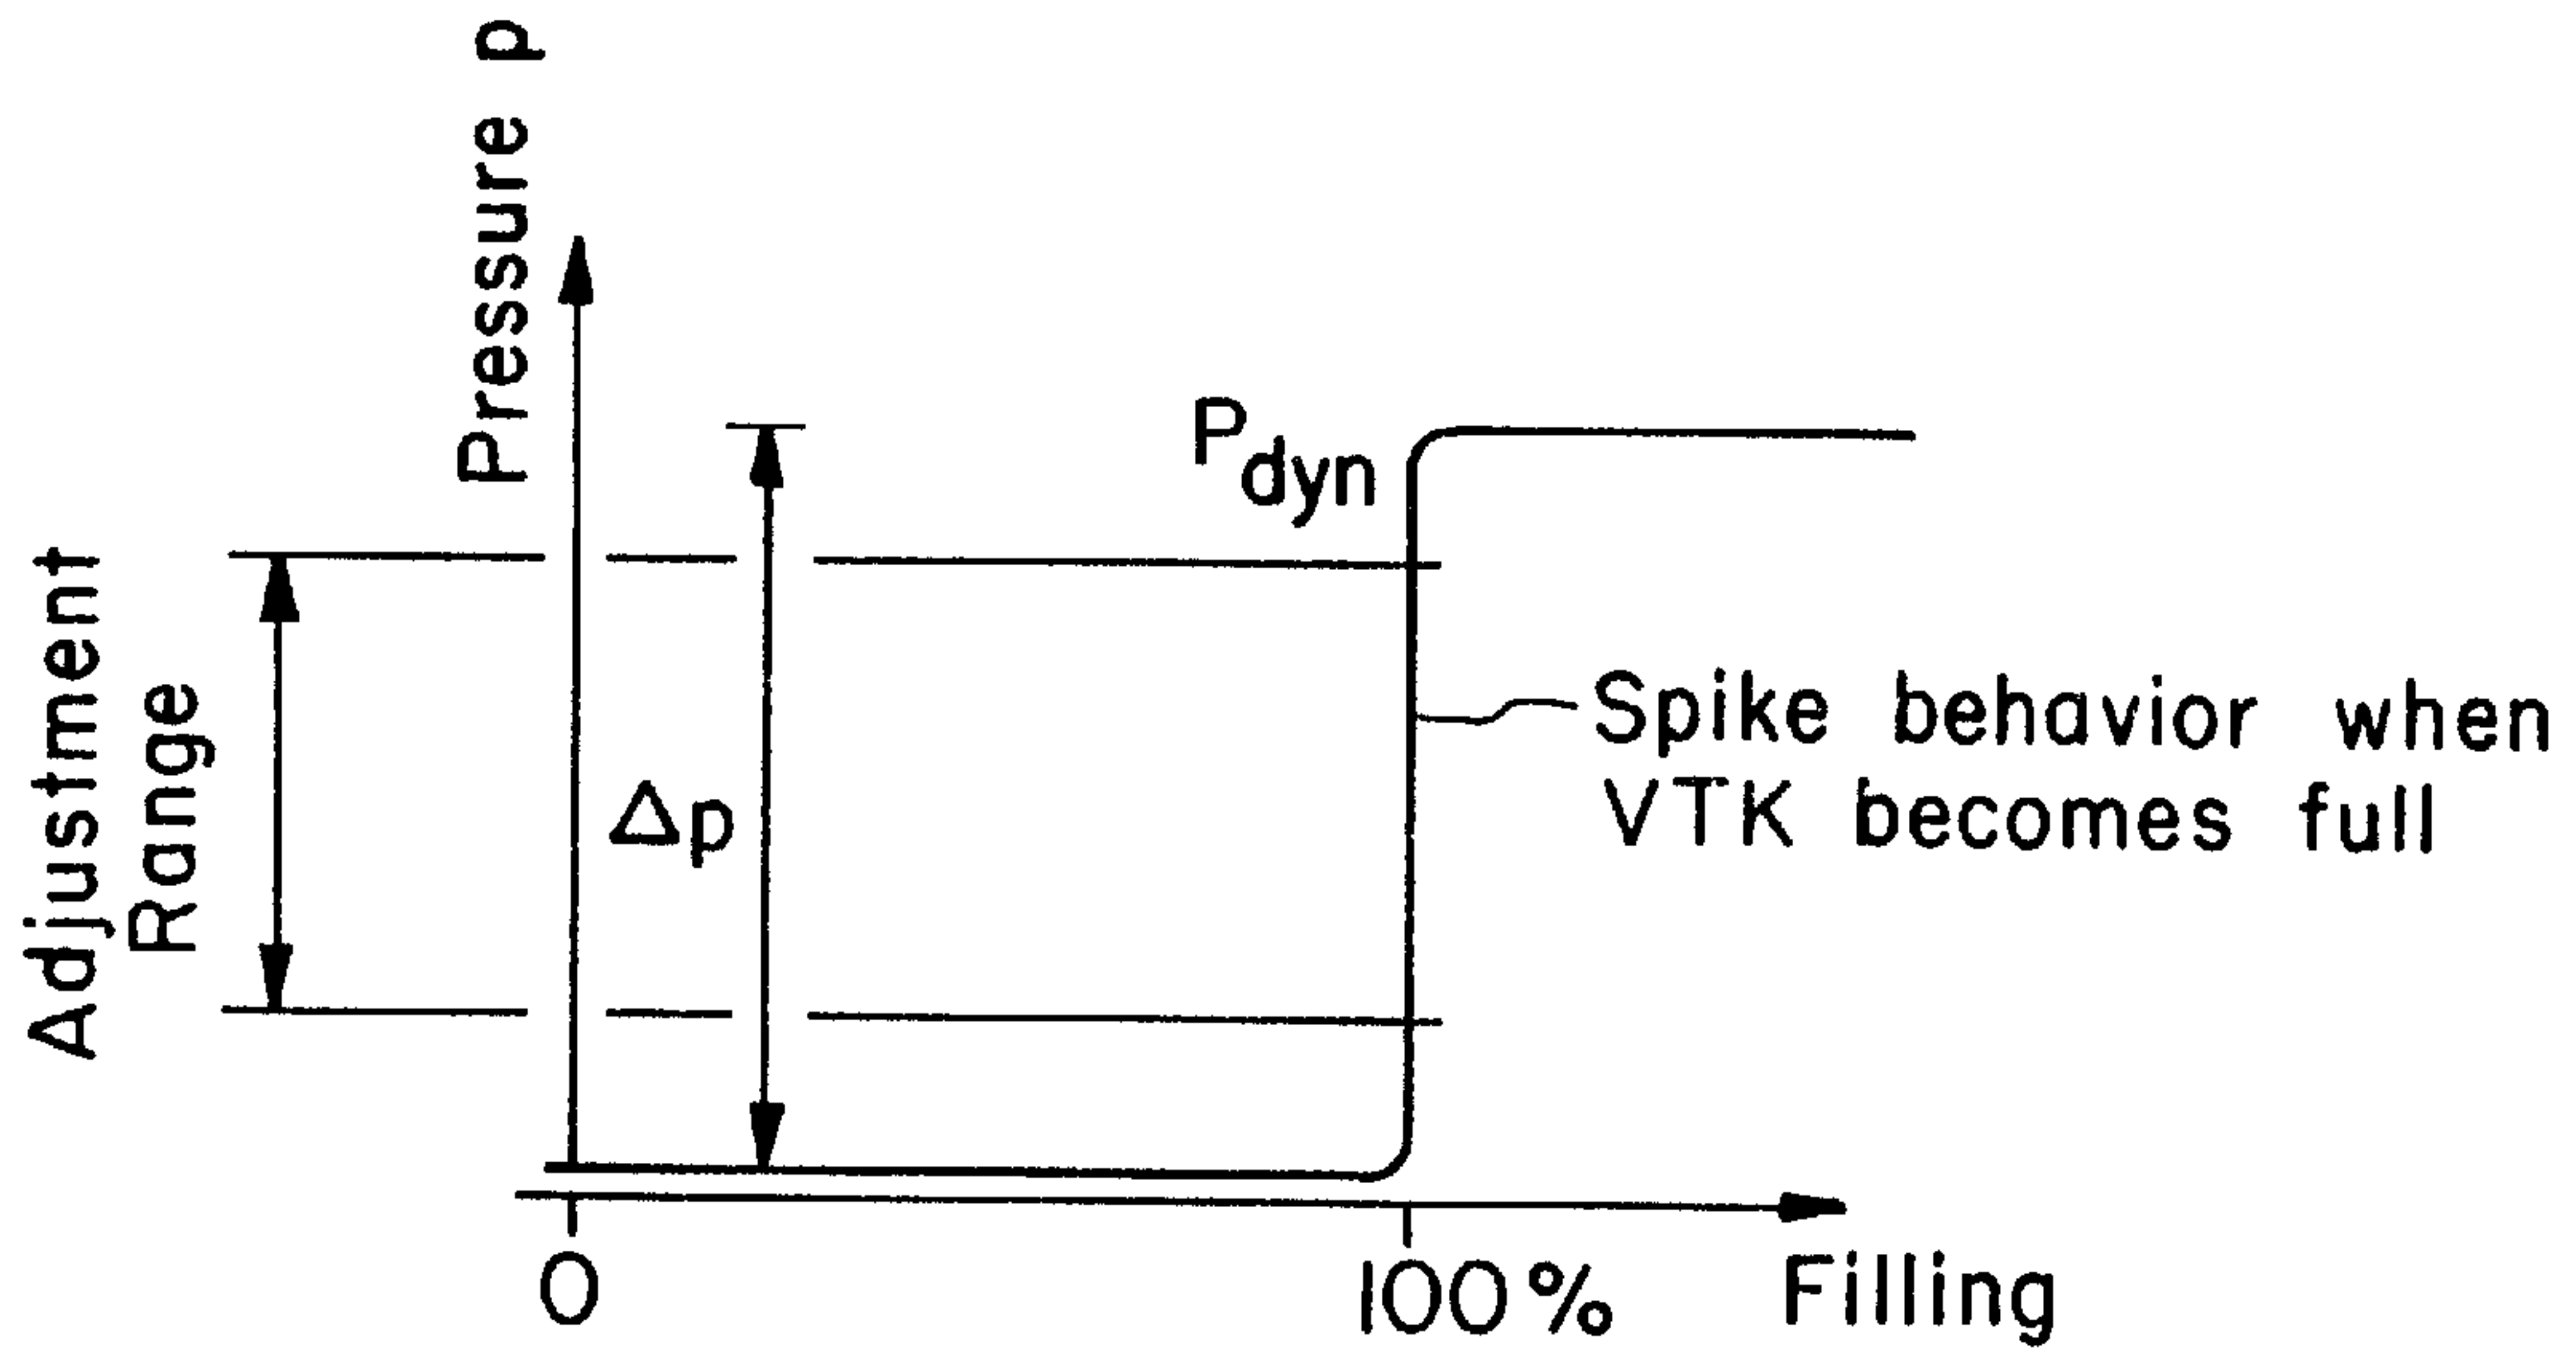 Pressure p
Adjustment
Range
Pdyn
Δp
Spike behavior when
VTK becomes full
0
100%
Filling